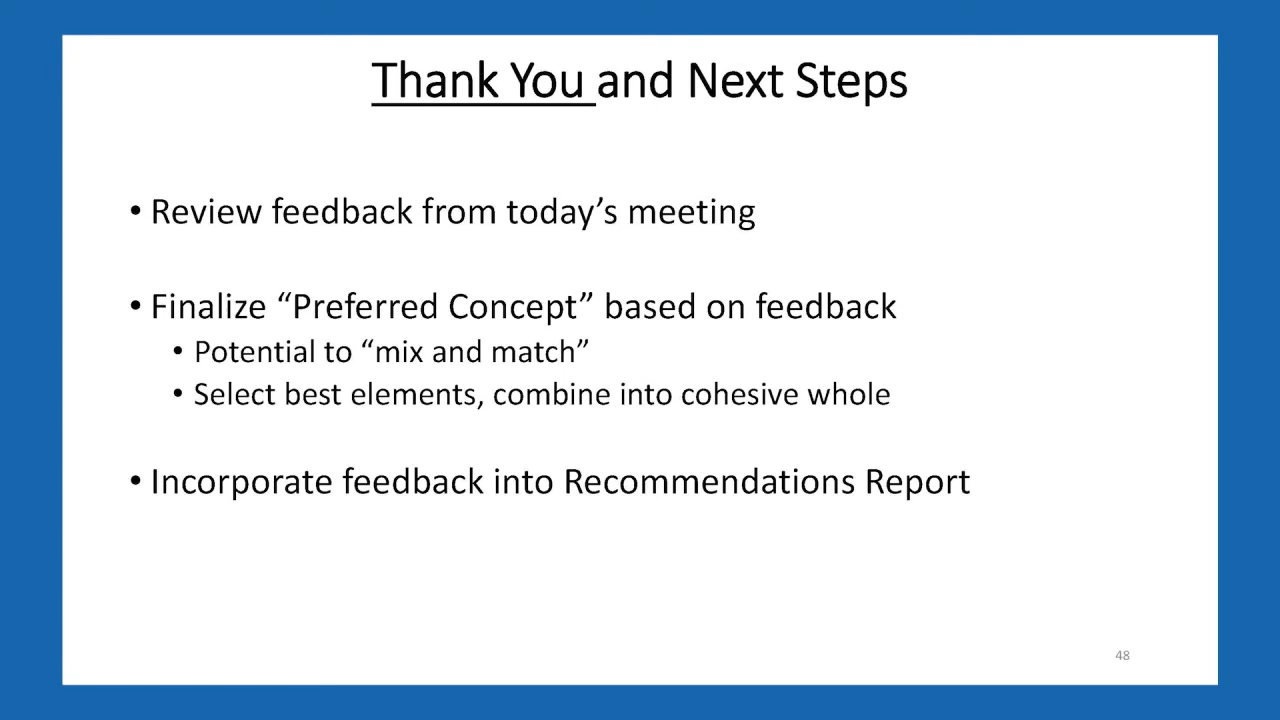 Thank You and Next Steps
• Review feedback from today’s meeting
• Finalize “Preferred Concept” based on feedback
• Potential to “mix and match”
• Select best elements, combine into cohesive whole
• Incorporate feedback into Recommendations Report
48